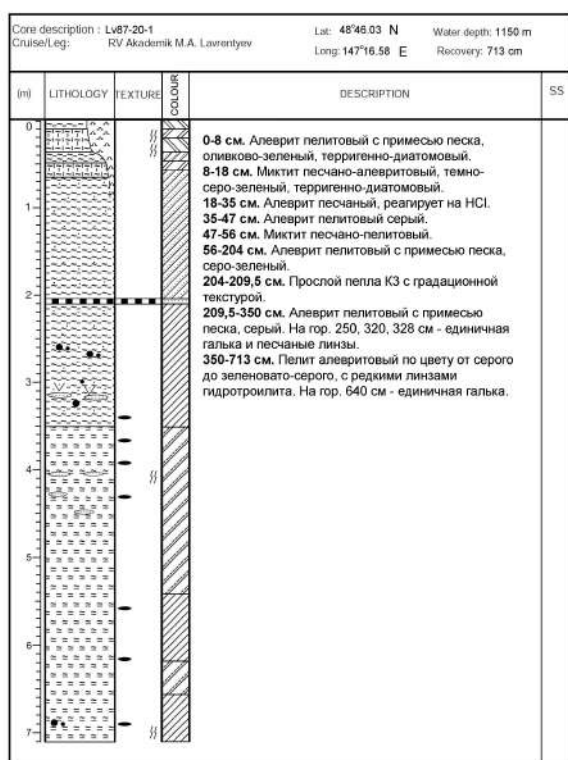 Core description : Lv87-20-1
Cruise/Leg: RV Akademik M.A. Lavrentyev
Lat: 48°46.03 N
Long: 147°16.58 E
Water depth: 1150 m
Recovery: 713 cm
(m) LITHOLOGY TEXTURE COLOUR DESCRIPTION SS
0
1
2
3
4
5
6
7
0-8 см. Алеврит пелитовый с примесью песка,
оливково-зеленый, терригенно-диатомовый.
8-18 см. Миктит песчано-алевритовый, темно-
серо-зеленый, терригенно-диатомовый.
18-35 см. Алеврит песчаный, реагирует на HCl.
35-47 см. Алеврит пелитовый серый.
47-56 см. Миктит песчано-пелитовый.
56-204 см. Алеврит пелитовый с примесью песка,
серо-зеленый.
204-209,5 см. Прослой пепла К3 с градационной
текстурой.
209,5-350 см. Алеврит пелитовый с примесью
песка, серый. На гор. 250, 320, 328 см - единичная
галька и песчаные линзы.
350-713 см. Пелит алевритовый по цвету от серого
до зеленовато-серого, с редкими линзами
гидротроилита. На гор. 640 см - единичная галька.